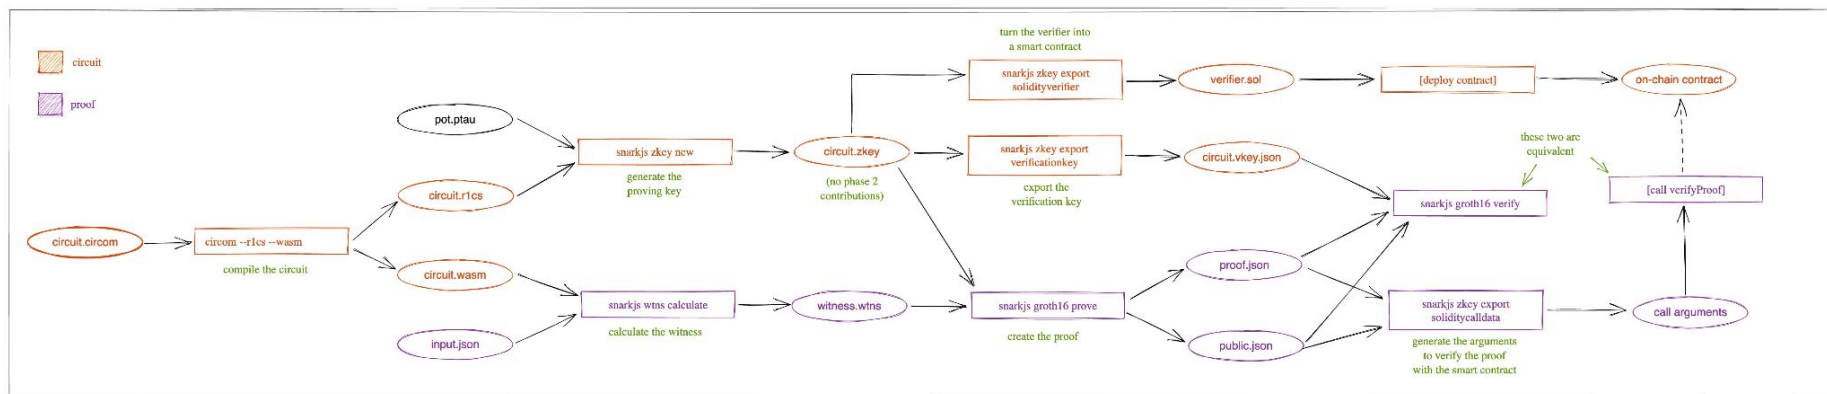 circuit
proof
circuit.circom
circom --r1cs --wasm
compile the circuit
pot.ptau
circuit.r1cs
circuit.wasm
input.json
snarkjs zkey new
generate the
proving key
snarkjs wtns calculate
calculate the witness
circuit.zkey
(no phase 2
contributions)
witness.wtns
turn the verifier into
a smart contract
snarkjs zkey export
solidityverifier
snarkjs zkey export
verificationkey
export the
verification key
snarkjs groth16 prove
create the proof
verifier.sol
circuit.vkey.json
proof.json
public.json
[deploy contract]
snarkjs groth16 verify
snarkjs zkey export
soliditycalldata
generate the arguments
to verify the proof
with the smart contract
these two are
equivalent
on-chain contract
[call verifyProof]
call arguments